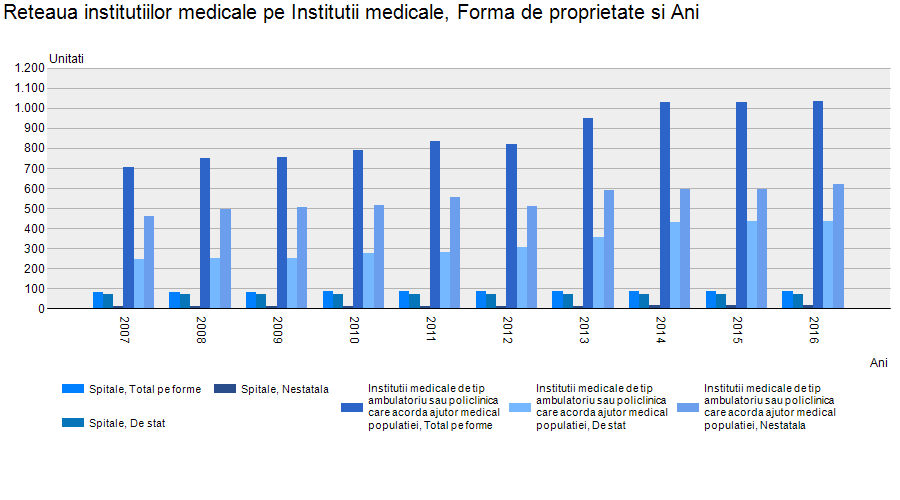 Reteaua institutiilor medicale pe Institutii medicale, Forma de proprietate si Ani
Unitati
1.200
1.100
1.000
900
800
700
600
500
400
300
200
100
0
2007
2008
2009
2010
2011
2012
2013
2014
2015
2016
Ani
Spitale, Total pe forme
Spitale, Nestatala
Spitale, De stat
Institutii medicale de tip
ambulatoriu sau policlinica
care acorda ajutor medical
populatiei, Total pe forme
Institutii medicale de tip
ambulatoriu sau policlinica
care acorda ajutor medical
populatiei, De stat
Institutii medicale de tip
ambulatoriu sau policlinica
care acorda ajutor medical
populatiei, Nestatala